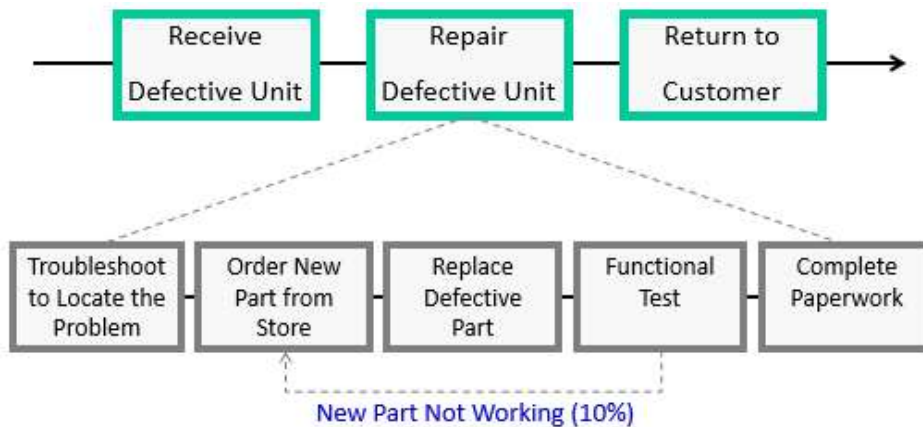 Receive
Defective Unit
Repair
Defective Unit
Return to
Customer
Troubleshoot
to Locate the
Problem
Order New
Part from
Store
Replace
Defective
Part
Functional
Test
Complete
Paperwork
New Part Not Working (10%)